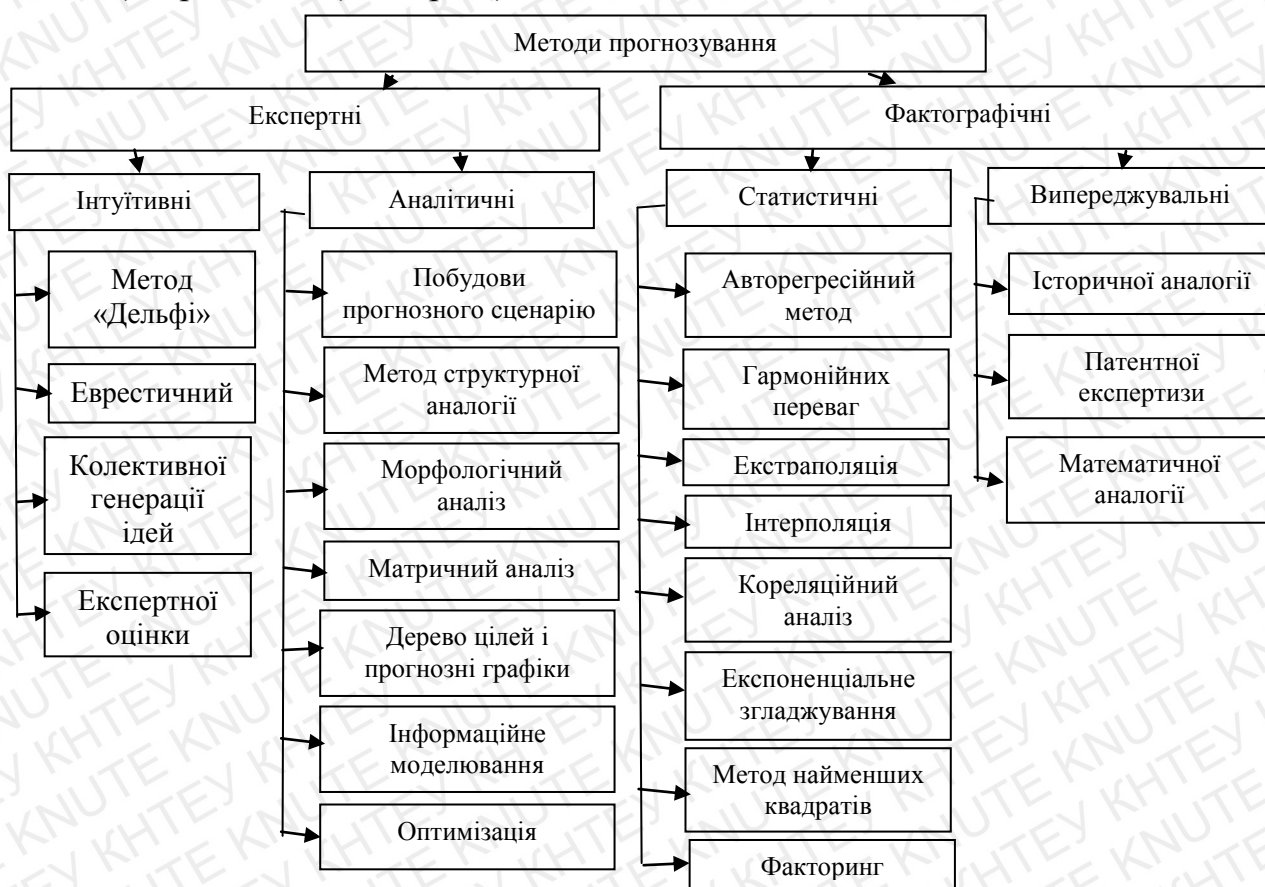 Методи прогнозування
Експертні
Фактографічні
Інтуїтивні
Аналітичні
Статистичні
Випереджувальні
Метод
«Дельфі»
Еврестичний
Колективної
генерації
ідей
Експертної
оцінки
Побудови
прогнозного сценарію
Метод структурної
аналогії
Морфологічний
аналіз
Матричний аналіз
Дерево цілей і
прогнозні графіки
Інформаційне
моделювання
Оптимізація
Авторегресійний
метод
Гармонійних
переваг
Екстраполяція
Інтерполяція
Кореляційний
аналіз
Експоненціальне
згладжування
Метод найменших
квадратів
Факторинг
Історичної аналогії
Патентної
експертизи
Математичної
аналогії